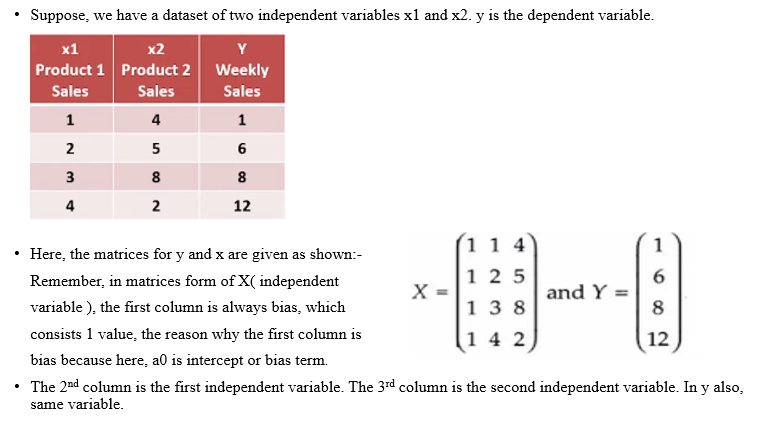 • Suppose, we have a dataset of two independent variables x1 and x2. y is the dependent variable.
x1 x2 Y
Product 1 Product 2 Weekly
Sales Sales Sales
1 4 1
2 5 6
3 8 8
4 2 12
• Here, the matrices for y and x are given as shown:-
Remember, in matrices form of X( independent
variable ), the first column is always bias, which
consists 1 value, the reason why the first column is
bias because here, a0 is intercept or bias term.
1 1 4 1
1 2 5 6
X = and Y =
1 3 8 8
1 4 2 12
• The 2nd column is the first independent variable. The 3rd column is the second independent variable. In y also,
same variable.